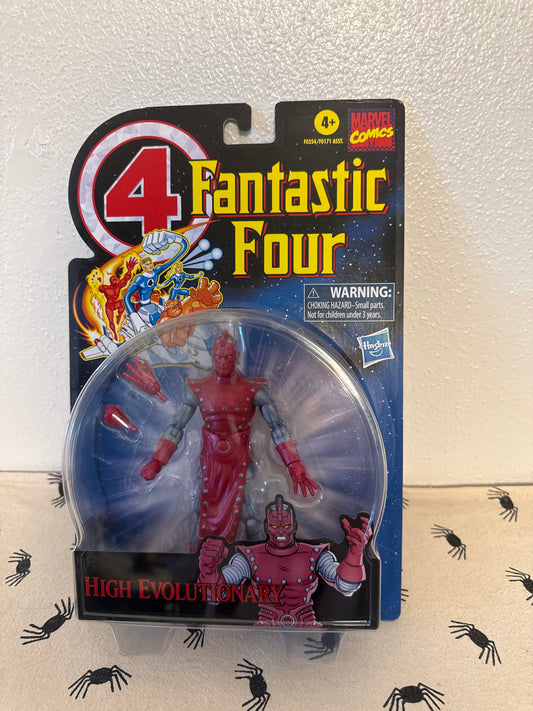 4+
MARVEL
COMICS
F0354/F0171 ASST.
4
Fantastic
Four
WARNING:
CHOKING HAZARD–Small parts.
Not for children under 3 years.
Hasbro
4
HIGH EVOLUTIONARY